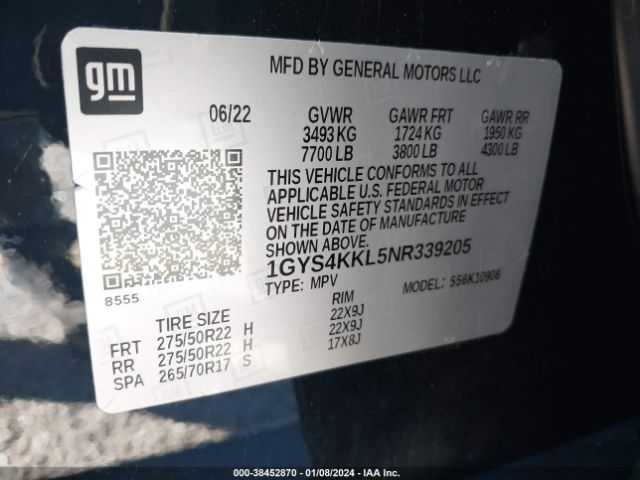 gm
MFD BY GENERAL MOTORS LLC
06/22 GVWR GAWR FRT GAWR RR
3493 KG 1724 KG 1950 KG
7700 LB 3800 LB 4300 LB
THIS VEHICLE CONFORMS TO ALL
APPLICABLE U.S. FEDERAL MOTOR
VEHICLE SAFETY STANDARDS IN EFFECT
ON THE DATE OF MANUFACTURE
SHOWN ABOVE.
1GYS4KKL5NR339205
8555
TYPE: MPV MODEL: 556K10906
TIRE SIZE RIM
FRT 275/50R22 H 22X9J
RR 275/50R22 H 22X9J
SPA 265/70R17 S 17X8J
000-38452870 | 01/08/2024 | IAA Inc.